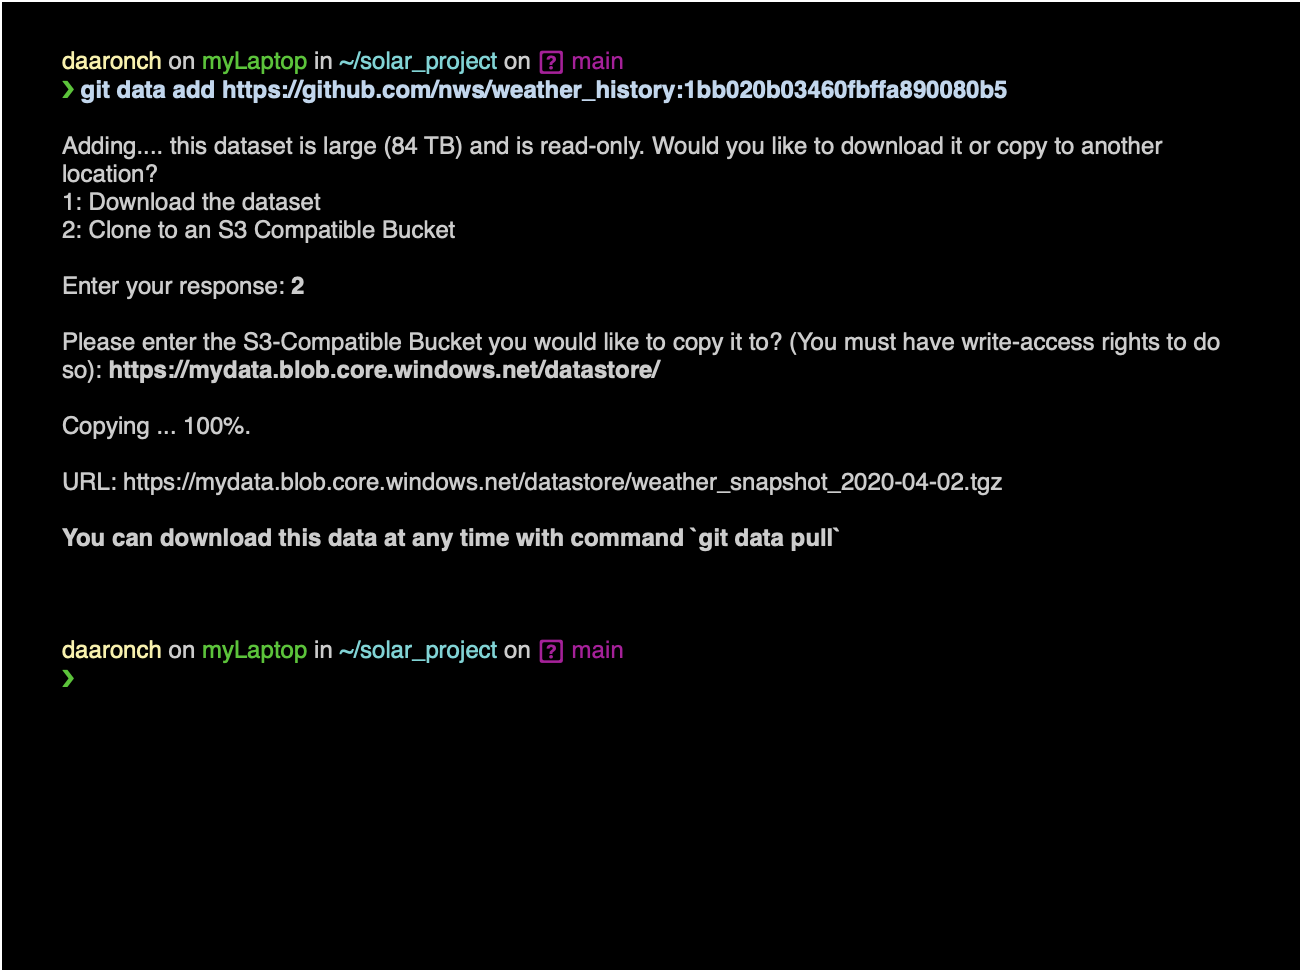 daaronch on myLaptop in ~/solar_project on ? main
❯ git data add https://github.com/nws/weather_history:1bb020b03460fbffa890080b5
Adding.... this dataset is large (84 TB) and is read-only. Would you like to download it or copy to another
location?
1: Download the dataset
2: Clone to an S3 Compatible Bucket
Enter your response: 2
Please enter the S3-Compatible Bucket you would like to copy it to? (You must have write-access rights to do
so): https://mydata.blob.core.windows.net/datastore/
Copying ... 100%.
URL: https://mydata.blob.core.windows.net/datastore/weather_snapshot_2020-04-02.tgz
You can download this data at any time with command `git data pull`
daaronch on myLaptop in ~/solar_project on ? main
❯